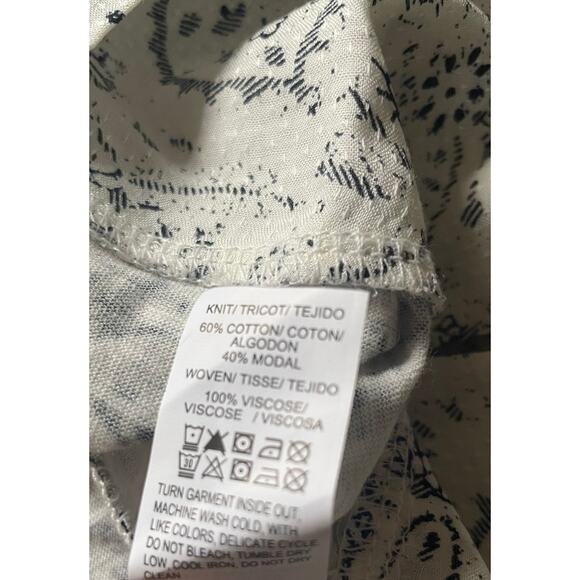 KNIT/ TRICOT/ TEJIDO
60% COTTON/ COTON/
ALGODON
40% MODAL
WOVEN/ TISSE/ TEJIDO
100% VISCOSE/
VISCOSE / VISCOSA
30
TURN GARMENT INSIDE OUT,
MACHINE WASH COLD, WITH
LIKE COLORS, DELICATE CYCLE.
DO NOT BLEACH, TUMBLE DRY
LOW, COOL IRON, DO NOT DRY
CLEAN